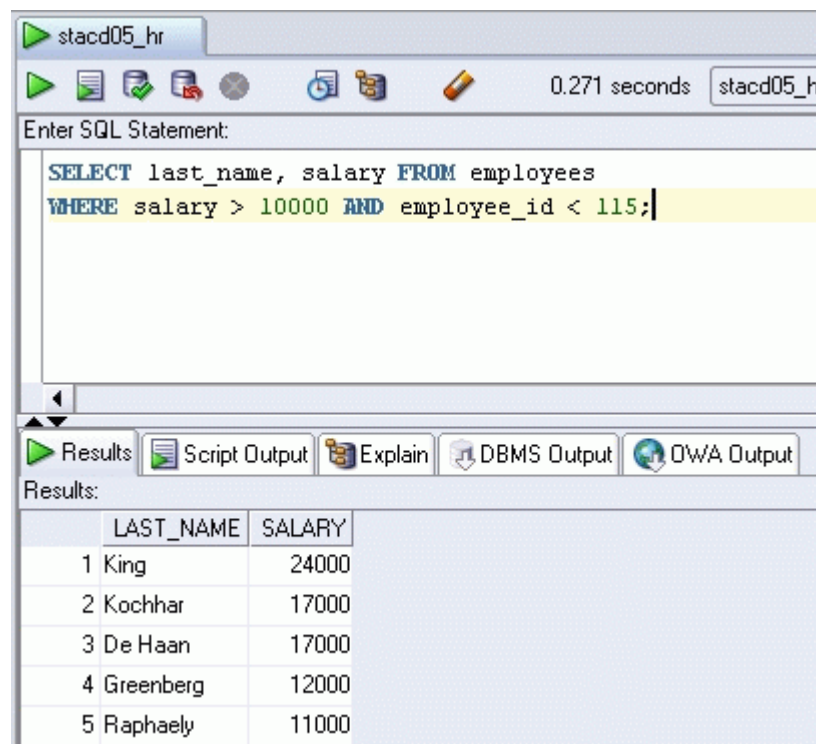 stacd05_hr
0.271 seconds stacd05_h
Enter SQL Statement:
SELECT last_name, salary FROM employees
WHERE salary > 10000 AND employee_id < 115;
Results Script Output Explain DBMS Output OWA Output
Results:
LAST_NAME SALARY
1 King 24000
2 Kochhar 17000
3 De Haan 17000
4 Greenberg 12000
5 Raphaely 11000